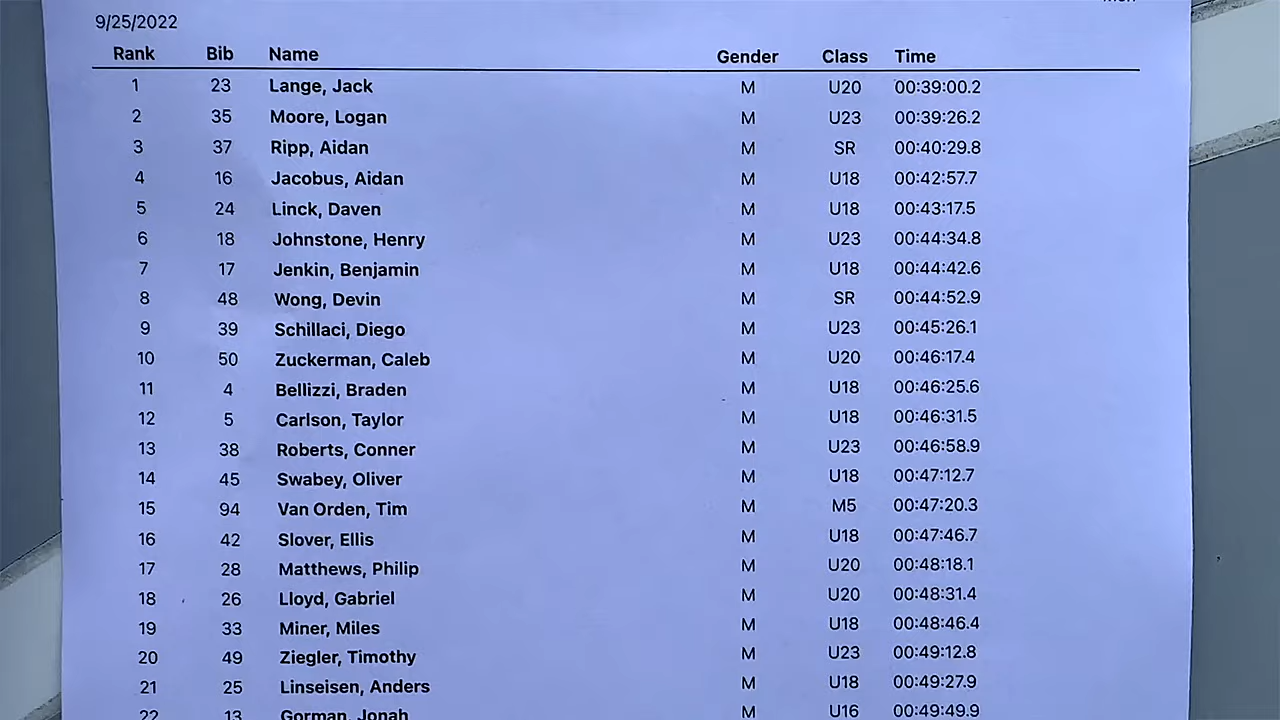 9/25/2022
Rank Bib Name Gender Class Time
1 23 Lange, Jack M U20 00:39:00.2
2 35 Moore, Logan M U23 00:39:26.2
3 37 Ripp, Aidan M SR 00:40:29.8
4 16 Jacobus, Aidan M U18 00:42:57.7
5 24 Linck, Daven M U18 00:43:17.5
6 18 Johnstone, Henry M U23 00:44:34.8
7 17 Jenkin, Benjamin M U18 00:44:42.6
8 48 Wong, Devin M SR 00:44:52.9
9 39 Schillaci, Diego M U23 00:45:26.1
10 50 Zuckerman, Caleb M U20 00:46:17.4
11 4 Bellizzi, Braden M U18 00:46:25.6
12 5 Carlson, Taylor M U18 00:46:31.5
13 38 Roberts, Conner M U23 00:46:58.9
14 45 Swabey, Oliver M U18 00:47:12.7
15 94 Van Orden, Tim M M5 00:47:20.3
16 42 Slover, Ellis M U18 00:47:46.7
17 28 Matthews, Philip M U20 00:48:18.1
18 26 Lloyd, Gabriel M U20 00:48:31.4
19 33 Miner, Miles M U18 00:48:46.4
20 49 Ziegler, Timothy M U23 00:49:12.8
21 25 Linseisen, Anders M U18 00:49:27.9
22 13 Gorman, Jonah M U16 00:49:49.9